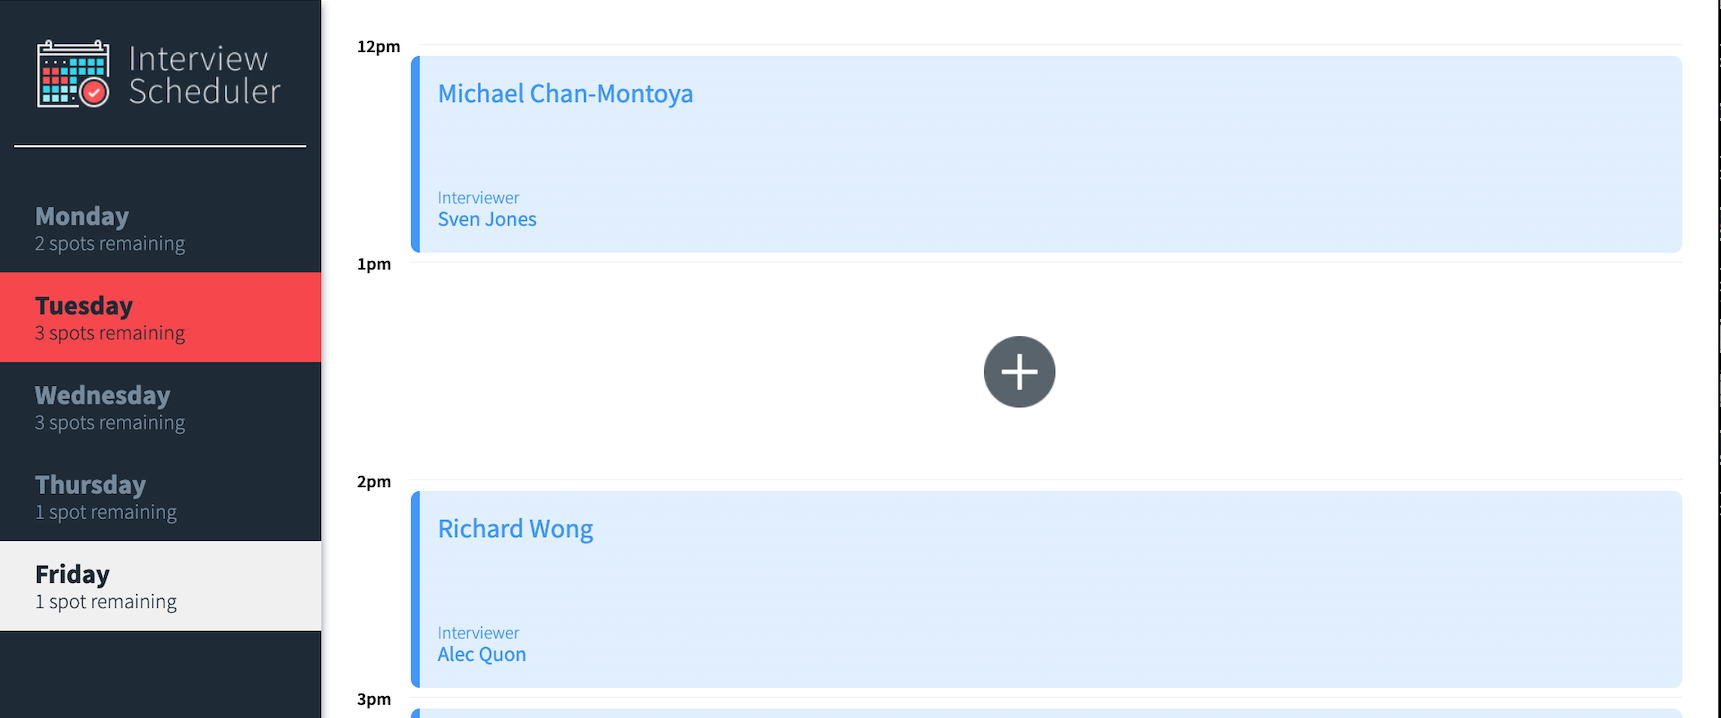 Interview
Scheduler
Monday
2 spots remaining
Tuesday
3 spots remaining
Wednesday
3 spots remaining
Thursday
1 spot remaining
Friday
1 spot remaining
12pm
Michael Chan-Montoya
Interviewer
Sven Jones
1pm
2pm
Richard Wong
Interviewer
Alec Quon
3pm